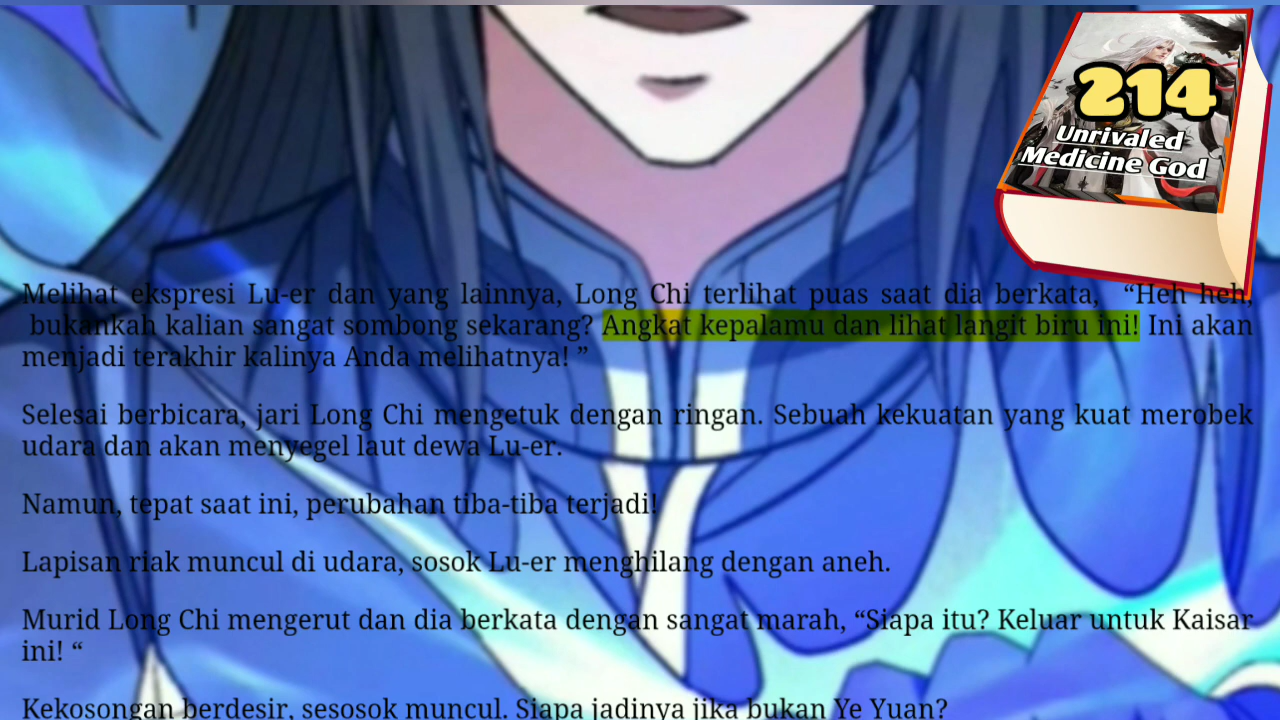 214
Unrivaled
Medicine God
Melihat ekspresi Lu-er dan yang lainnya, Long Chi terlihat puas saat dia berkata, “Heh heh,
bukankah kalian sangat sombong sekarang? Angkat kepalamu dan lihat langit biru ini! Ini akan
menjadi terakhir kalinya Anda melihatnya! ”
Selesai berbicara, jari Long Chi mengetuk dengan ringan. Sebuah kekuatan yang kuat merobek
udara dan akan menyegel laut dewa Lu-er.
Namun, tepat saat ini, perubahan tiba-tiba terjadi!
Lapisan riak muncul di udara, sosok Lu-er menghilang dengan aneh.
Murid Long Chi mengerut dan dia berkata dengan sangat marah, “Siapa itu? Keluar untuk Kaisar
ini! “
Kekosongan berdesir, sesosok muncul. Siapa jadinya jika bukan Ye Yuan?